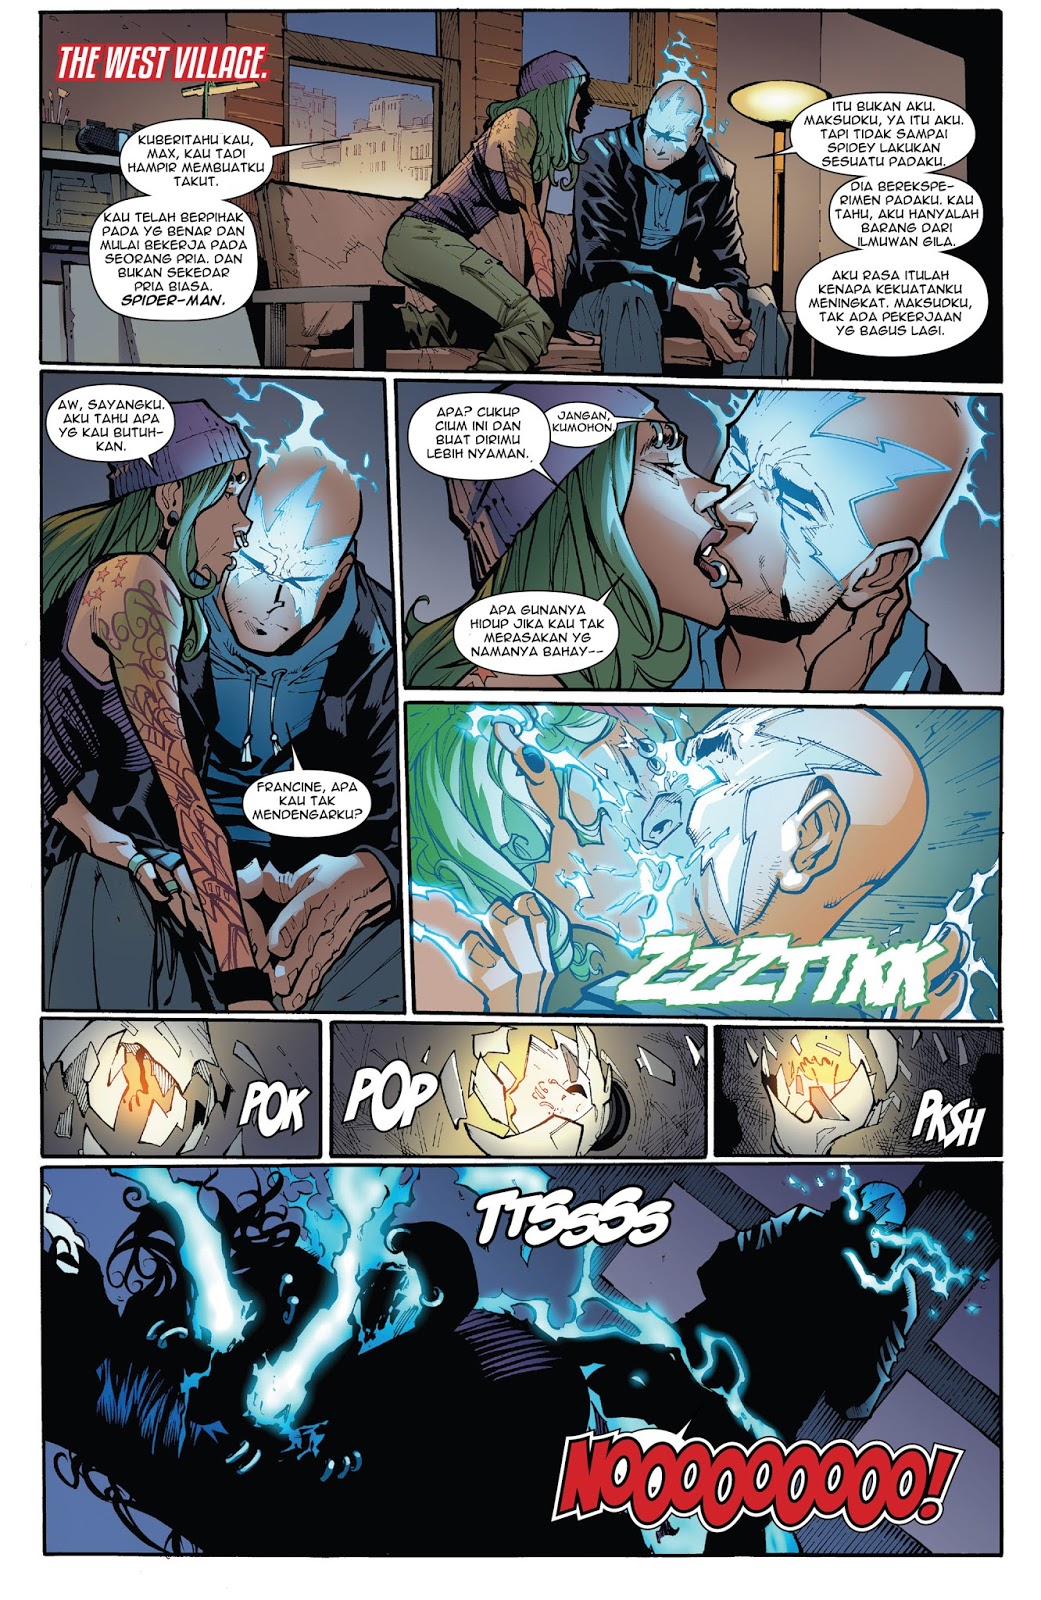 THE WEST VILLAGE.
KUBERITAHU KAU,
MAX, KAU TADI
HAMPIR MEMBUATKU
TAKUT.
KAU TELAH BERPIHAK
PADA YG BENAR DAN
MULAI BEKERJA PADA
SEORANG PRIA. DAN
BUKAN SEKEDAR
PRIA BIASA.
SPIDER-MAN.
ITU BUKAN AKU.
MAKSUDKU, YA ITU AKU.
TAPI TIDAK SAMPAI
SPIDEY LAKUKAN
SESUATU PADAKU.
DIA BEREKSPE-
RIMEN PADAKU. KAU
TAHU, AKU HANYALAH
BARANG DARI
ILMUWAN GILA.
AKU RASA ITULAH
KENAPA KEKUATANKU
MENINGKAT. MAKSUDKU,
TAK ADA PEKERJAAN
YG BAGUS LAGI.
AW, SAYANGKU.
AKU TAHU APA
YG KAU BUTUH-
KAN.
FRANCINE, APA
KAU TAK
MENDENGARKU?
APA? CUKUP
CIUM INI DAN
BUAT DIRIMU
LEBIH NYAMAN.
JANGAN,
KUMOHON.
APA GUNANYA
HIDUP JIKA KAU TAK
MERASAKAN YG
NAMANYA BAHAY--
ZZZZTTKK
POK
POP
PKSH
TTSSSSS
NOOOOOOOOO!